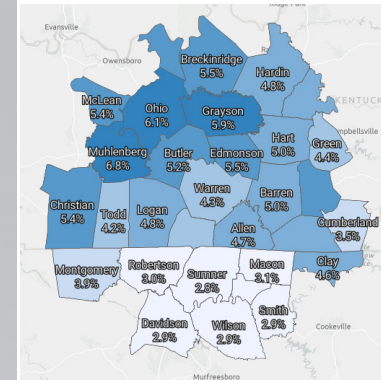 Evansville
Owensboro
Breckinridge
5.5%
Hardin
4.8%
McLean
5.4%
Ohio
6.1%
Grayson
5.9%
KENTUCK
Campbellsville
Muhlenberg
6.8%
Butler
5.2%
Edmonson
5.5%
Hart
5.0%
Green
4.4%
Christian
5.4%
Todd
4.2%
Logan
4.8%
Warren
4.3%
Barren
5.0%
Allen
4.7%
Cumberland
3.5%
Montgomery
3.9%
Robertson
3.0%
Sumner
2.8%
Macon
3.1%
Clay
4.6%
Davidson
2.9%
Wilson
2.9%
Smith
2.9%
Cookeville
Murfreesboro